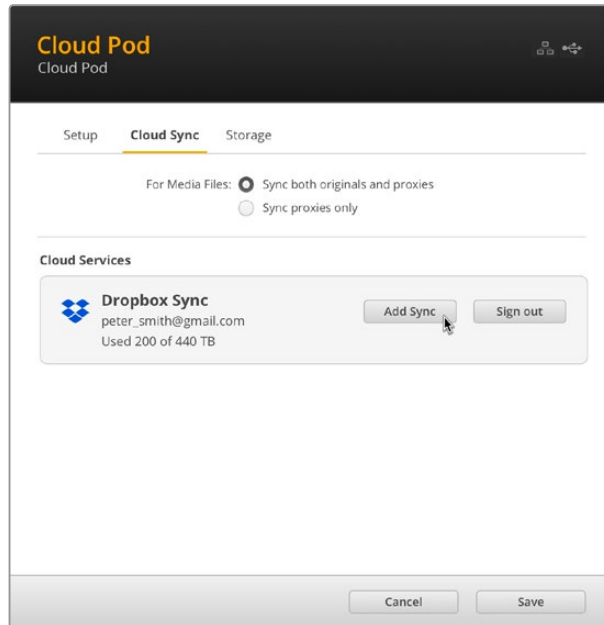 Cloud Pod
Cloud Pod
Setup Cloud Sync Storage
For Media Files: Sync both originals and proxies
Sync proxies only
Cloud Services
Dropbox Sync
peter_smith@gmail.com
Used 200 of 440 TB
Add Sync Sign out
Cancel Save